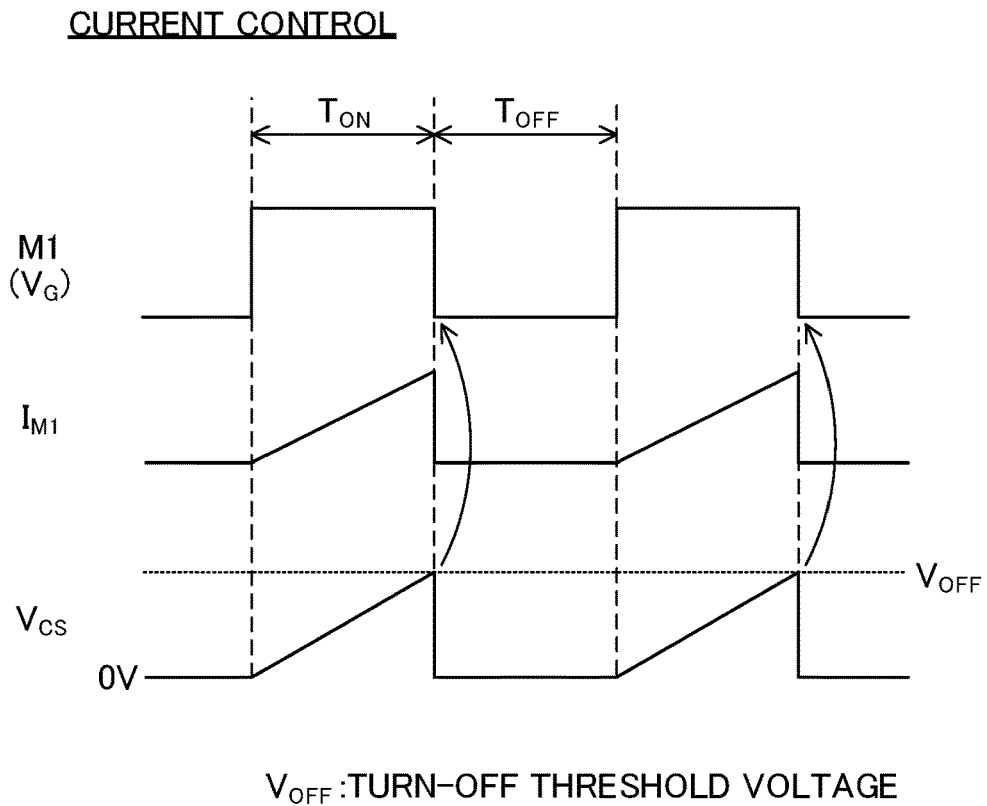 CURRENT CONTROL
TON TOFF
M1
(VG)
IM1
VOFF
VCS
0V
VOFF:TURN-OFF THRESHOLD VOLTAGE